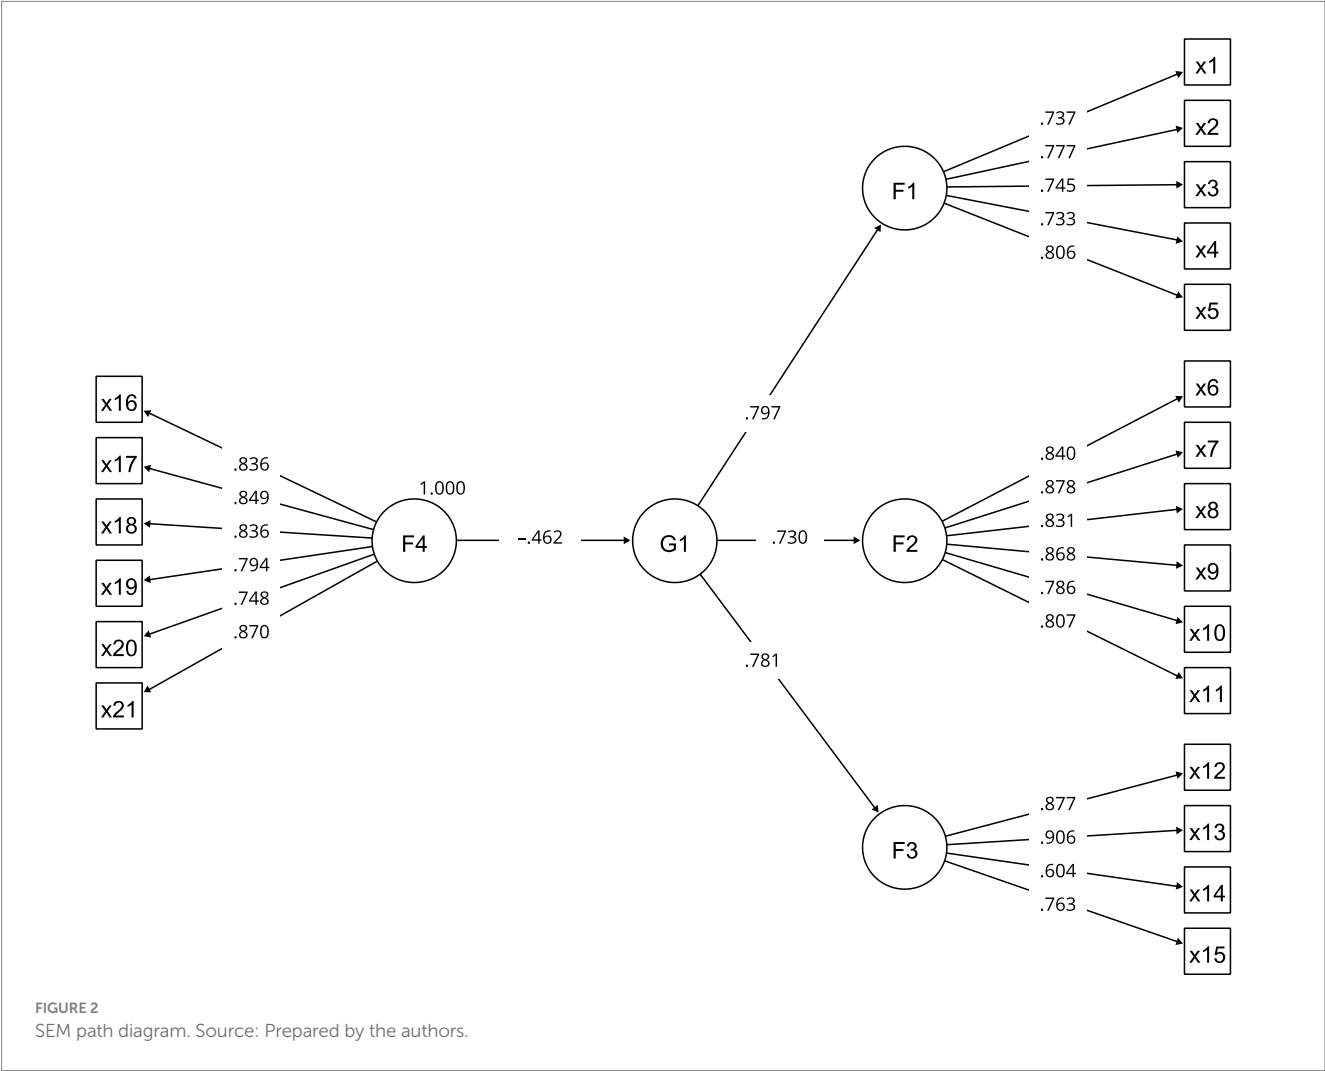 x1
.737
x2
.777
F1
.745
x3
.733
x4
.806
x5
.797
x16
.836
x17
.849
1.000
x18
.836
F4
-.462
G1
.730
F2
x19
.794
x20
.748
x21
.870
.840
x6
.878
x7
.831
x8
.868
x9
.786
x10
.807
x11
.781
F3
.877
x12
.906
x13
.604
x14
.763
x15
FIGURE 2
SEM path diagram. Source: Prepared by the authors.